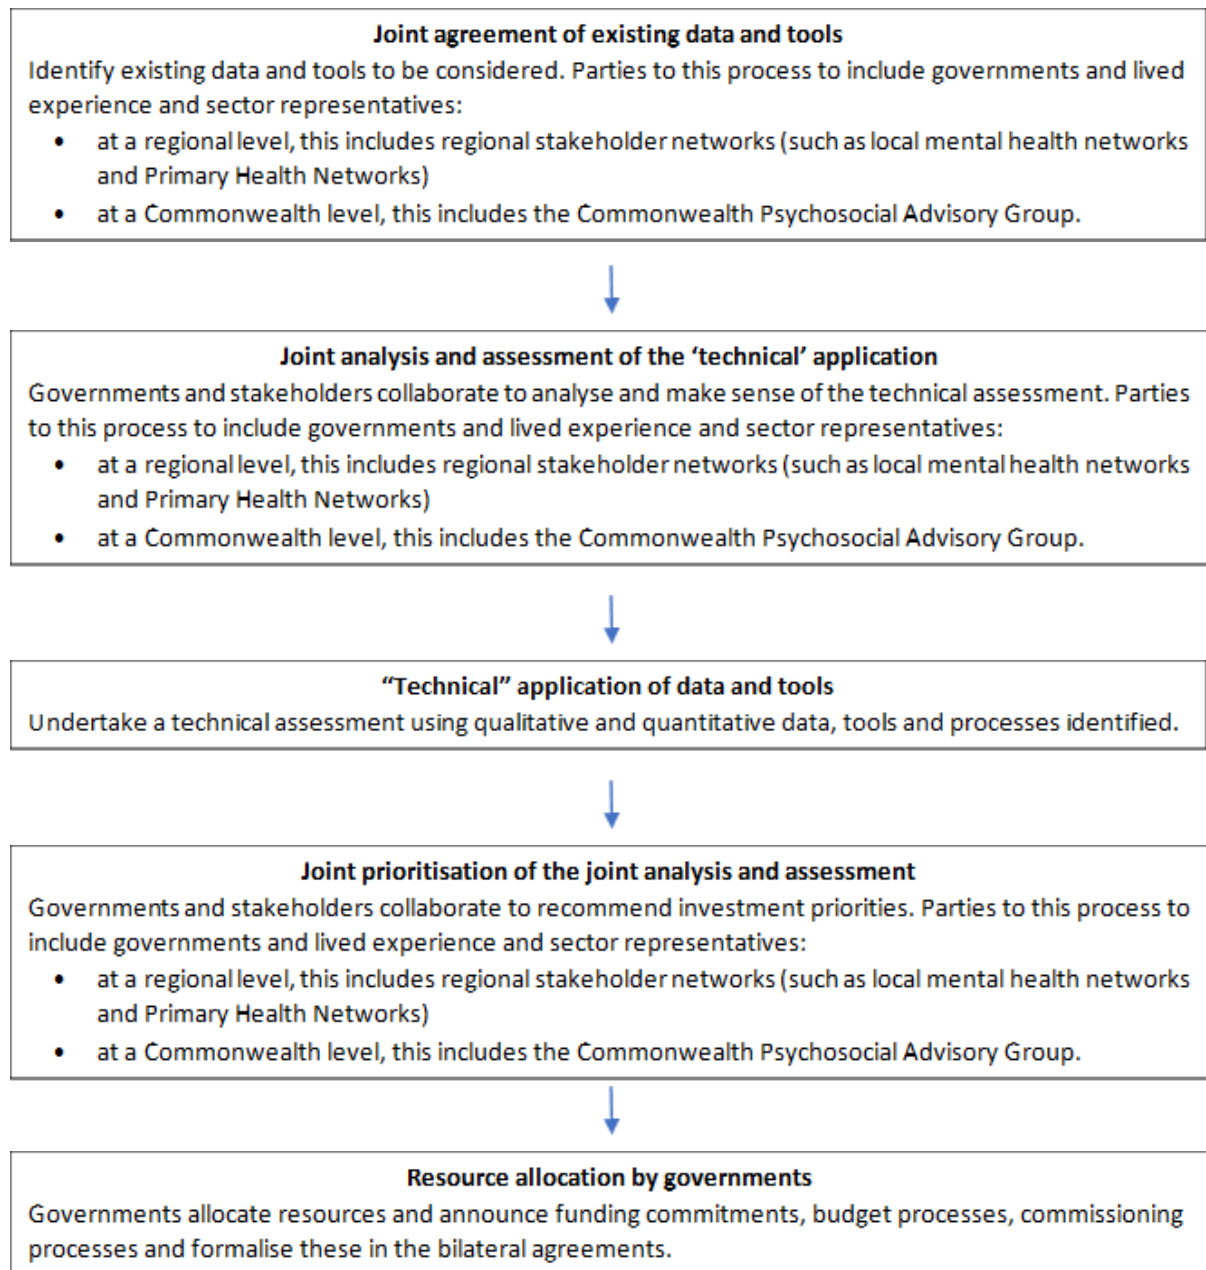 Joint agreement of existing data and tools
Identify existing data and tools to be considered. Parties to this process to include governments and lived
experience and sector representatives:
• at a regional level, this includes regional stakeholder networks (such as local mental health networks
and Primary Health Networks)
• at a Commonwealth level, this includes the Commonwealth Psychosocial Advisory Group.
Joint analysis and assessment of the ‘technical’ application
Governments and stakeholders collaborate to analyse and make sense of the technical assessment. Parties
to this process to include governments and lived experience and sector representatives:
• at a regional level, this includes regional stakeholder networks (such as local mental health networks
and Primary Health Networks)
• at a Commonwealth level, this includes the Commonwealth Psychosocial Advisory Group.
“Technical” application of data and tools
Undertake a technical assessment using qualitative and quantitative data, tools and processes identified.
Joint prioritisation of the joint analysis and assessment
Governments and stakeholders collaborate to recommend investment priorities. Parties to this process to
include governments and lived experience and sector representatives:
• at a regional level, this includes regional stakeholder networks (such as local mental health networks
and Primary Health Networks)
• at a Commonwealth level, this includes the Commonwealth Psychosocial Advisory Group.
Resource allocation by governments
Governments allocate resources and announce funding commitments, budget processes, commissioning
processes and formalise these in the bilateral agreements.